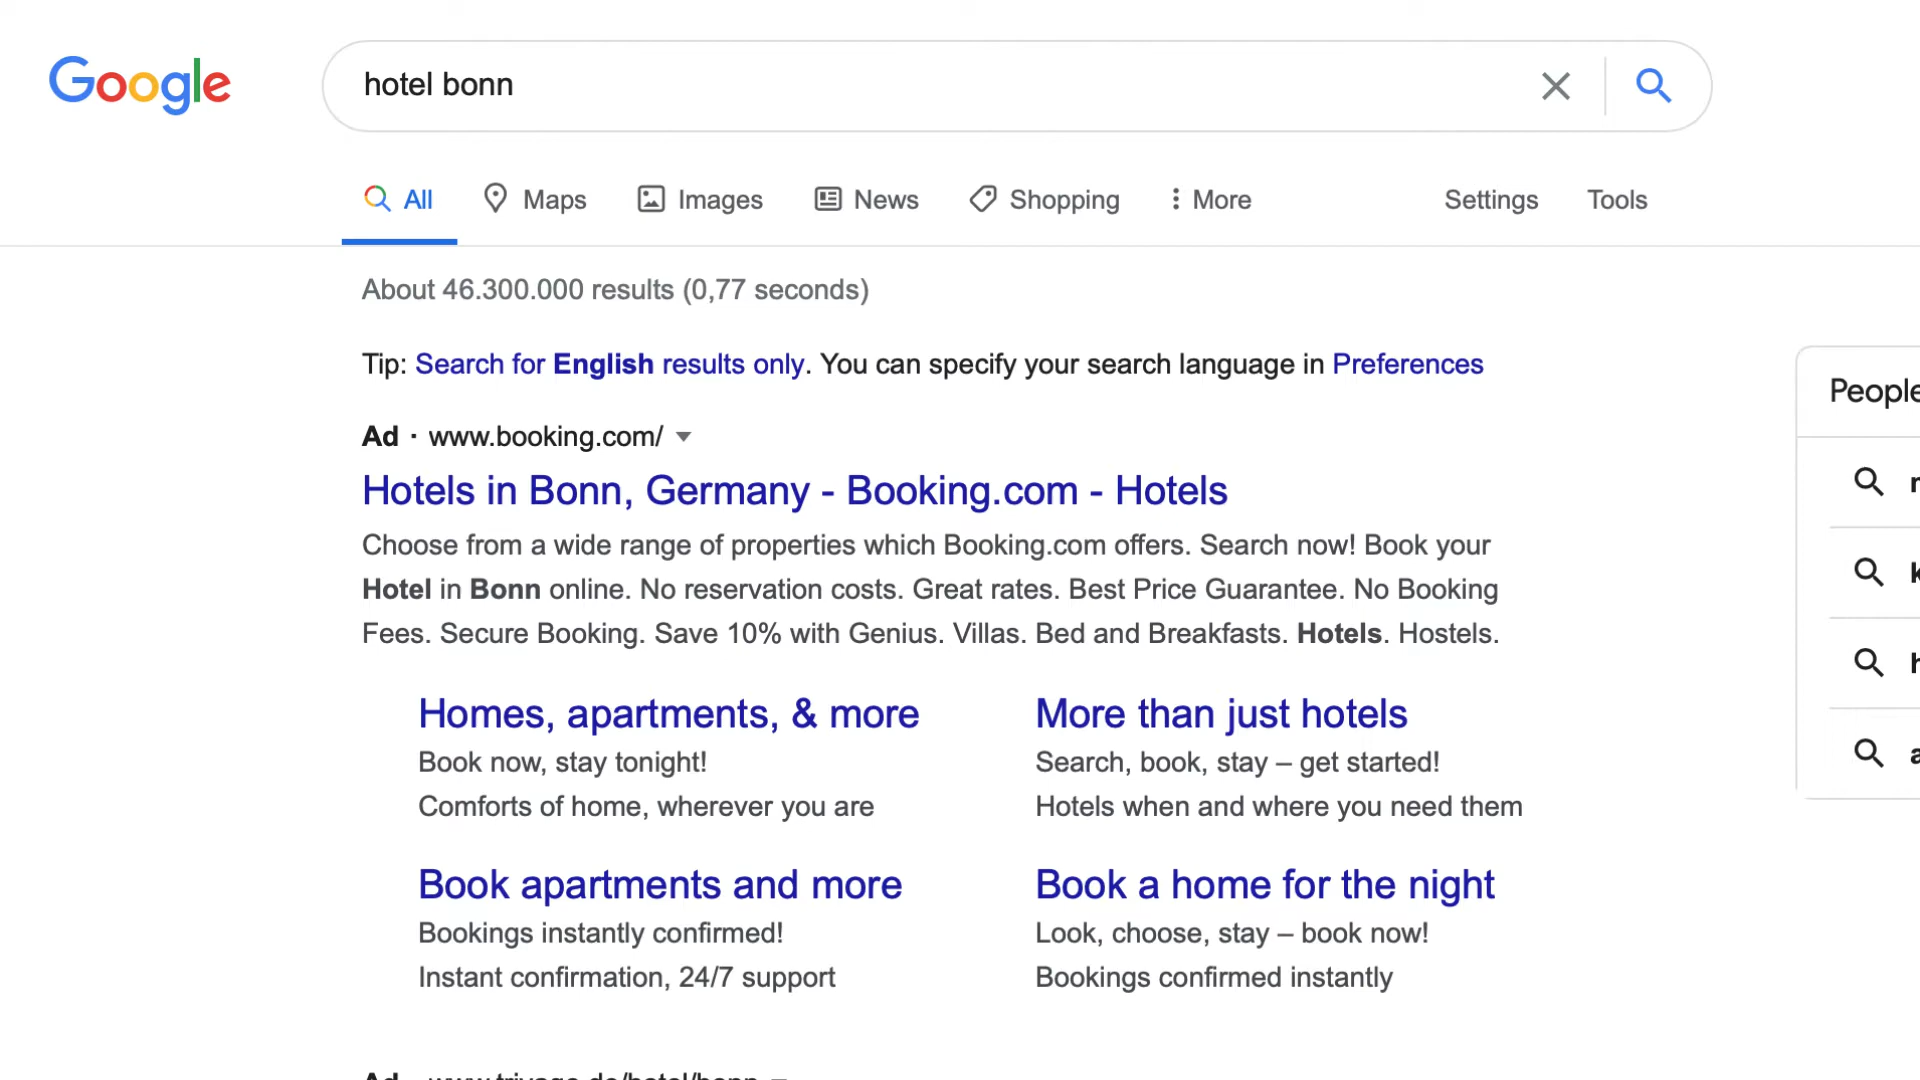 Google
hotel bonn
All Maps Images News Shopping More Settings Tools
About 46.300.000 results (0,77 seconds)
Tip: Search for English results only. You can specify your search language in Preferences
People
Ad · www.booking.com/
Hotels in Bonn, Germany - Booking.com - Hotels
Choose from a wide range of properties which Booking.com offers. Search now! Book your
Hotel in Bonn online. No reservation costs. Great rates. Best Price Guarantee. No Booking
Fees. Secure Booking. Save 10% with Genius. Villas. Bed and Breakfasts. Hotels. Hostels.
Homes, apartments, & more
Book now, stay tonight!
Comforts of home, wherever you are
More than just hotels
Search, book, stay – get started!
Hotels when and where you need them
Book apartments and more
Bookings instantly confirmed!
Instant confirmation, 24/7 support
Book a home for the night
Look, choose, stay – book now!
Bookings confirmed instantly
Ad · www.trivago.de/hotel/bonn